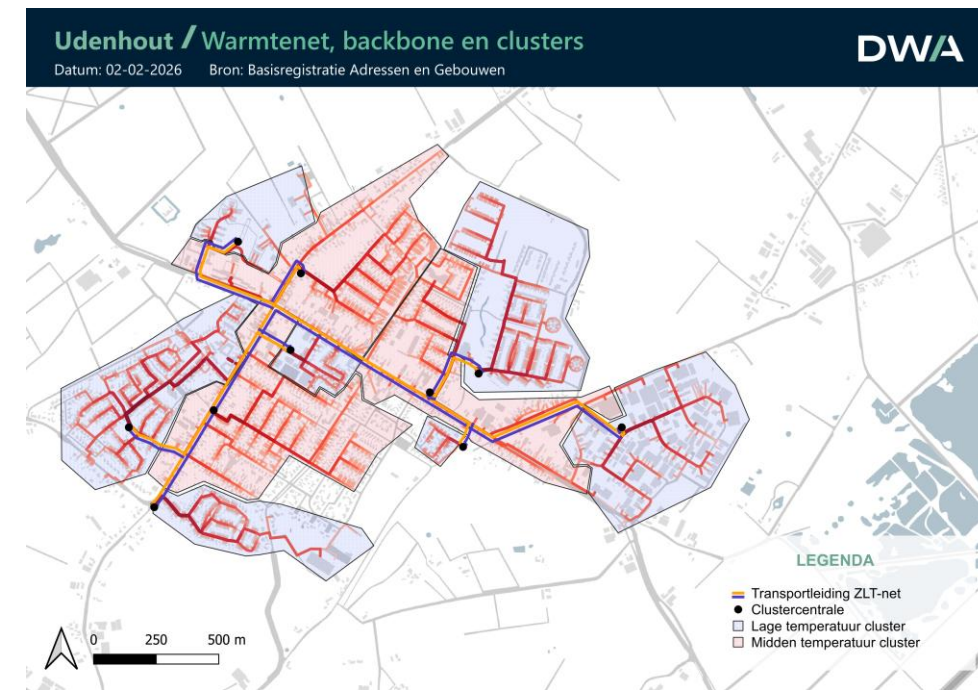 Udenhout / Warmtenet, backbone en clusters
DWA
Datum: 02-02-2026 Bron: Basisregistratie Adressen en Gebouwen
LEGENDA
Transportleiding ZLT-net
Clustercentrale
Lage temperatuur cluster
Midden temperatuur cluster
0 250 500 m